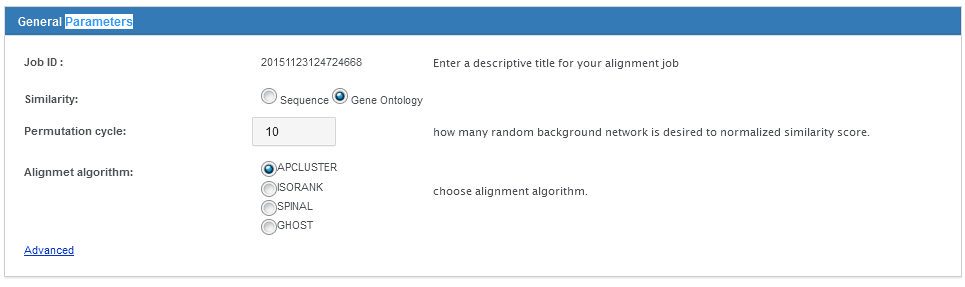 General Parameters
Job ID : 20151123124724668 Enter a descriptive title for your alignment job
Similarity: Sequence Gene Ontology
Permutation cycle: 10 how many random background network is desired to normalized similarity score.
Alignmet algorithm: APCLUSTER
ISORANK choose alignment algorithm.
SPINAL
GHOST
Advanced